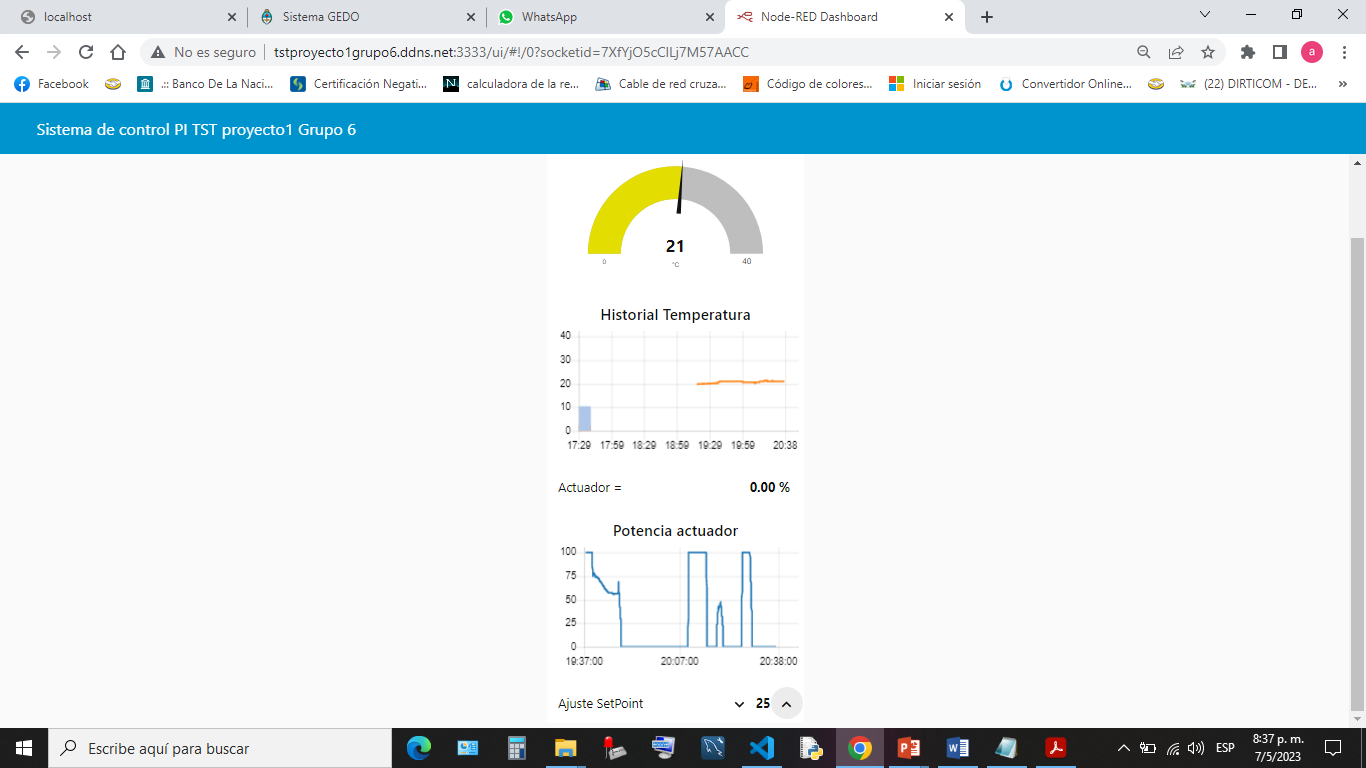 localhost
Sistema GEDO
WhatsApp
Node-RED Dashboard
No es seguro
tstproyecto1grupo6.ddns.net:3333/ui/#!/0?socketid=7XfYjO5cCILj7M57AACC
a
Facebook
.:: Banco De La Naci...
Certificación Negati...
calculadora de la re...
Cable de red cruza...
Código de colores...
Iniciar sesión
Convertidor Online...
(22) DIRTICOM - DE...
»
Sistema de control PI TST proyecto1 Grupo 6
21
°C
0
40
Historial Temperatura
40
30
20
10
0
17:29 17:59 18:29 18:59 19:29 19:59 20:38
Actuador = 0.00 %
Potencia actuador
100
75
50
25
0
19:37:00 20:07:00 20:38:00
Ajuste SetPoint 25
Escribe aquí para buscar
ESP
8:37 p. m.
7/5/2023